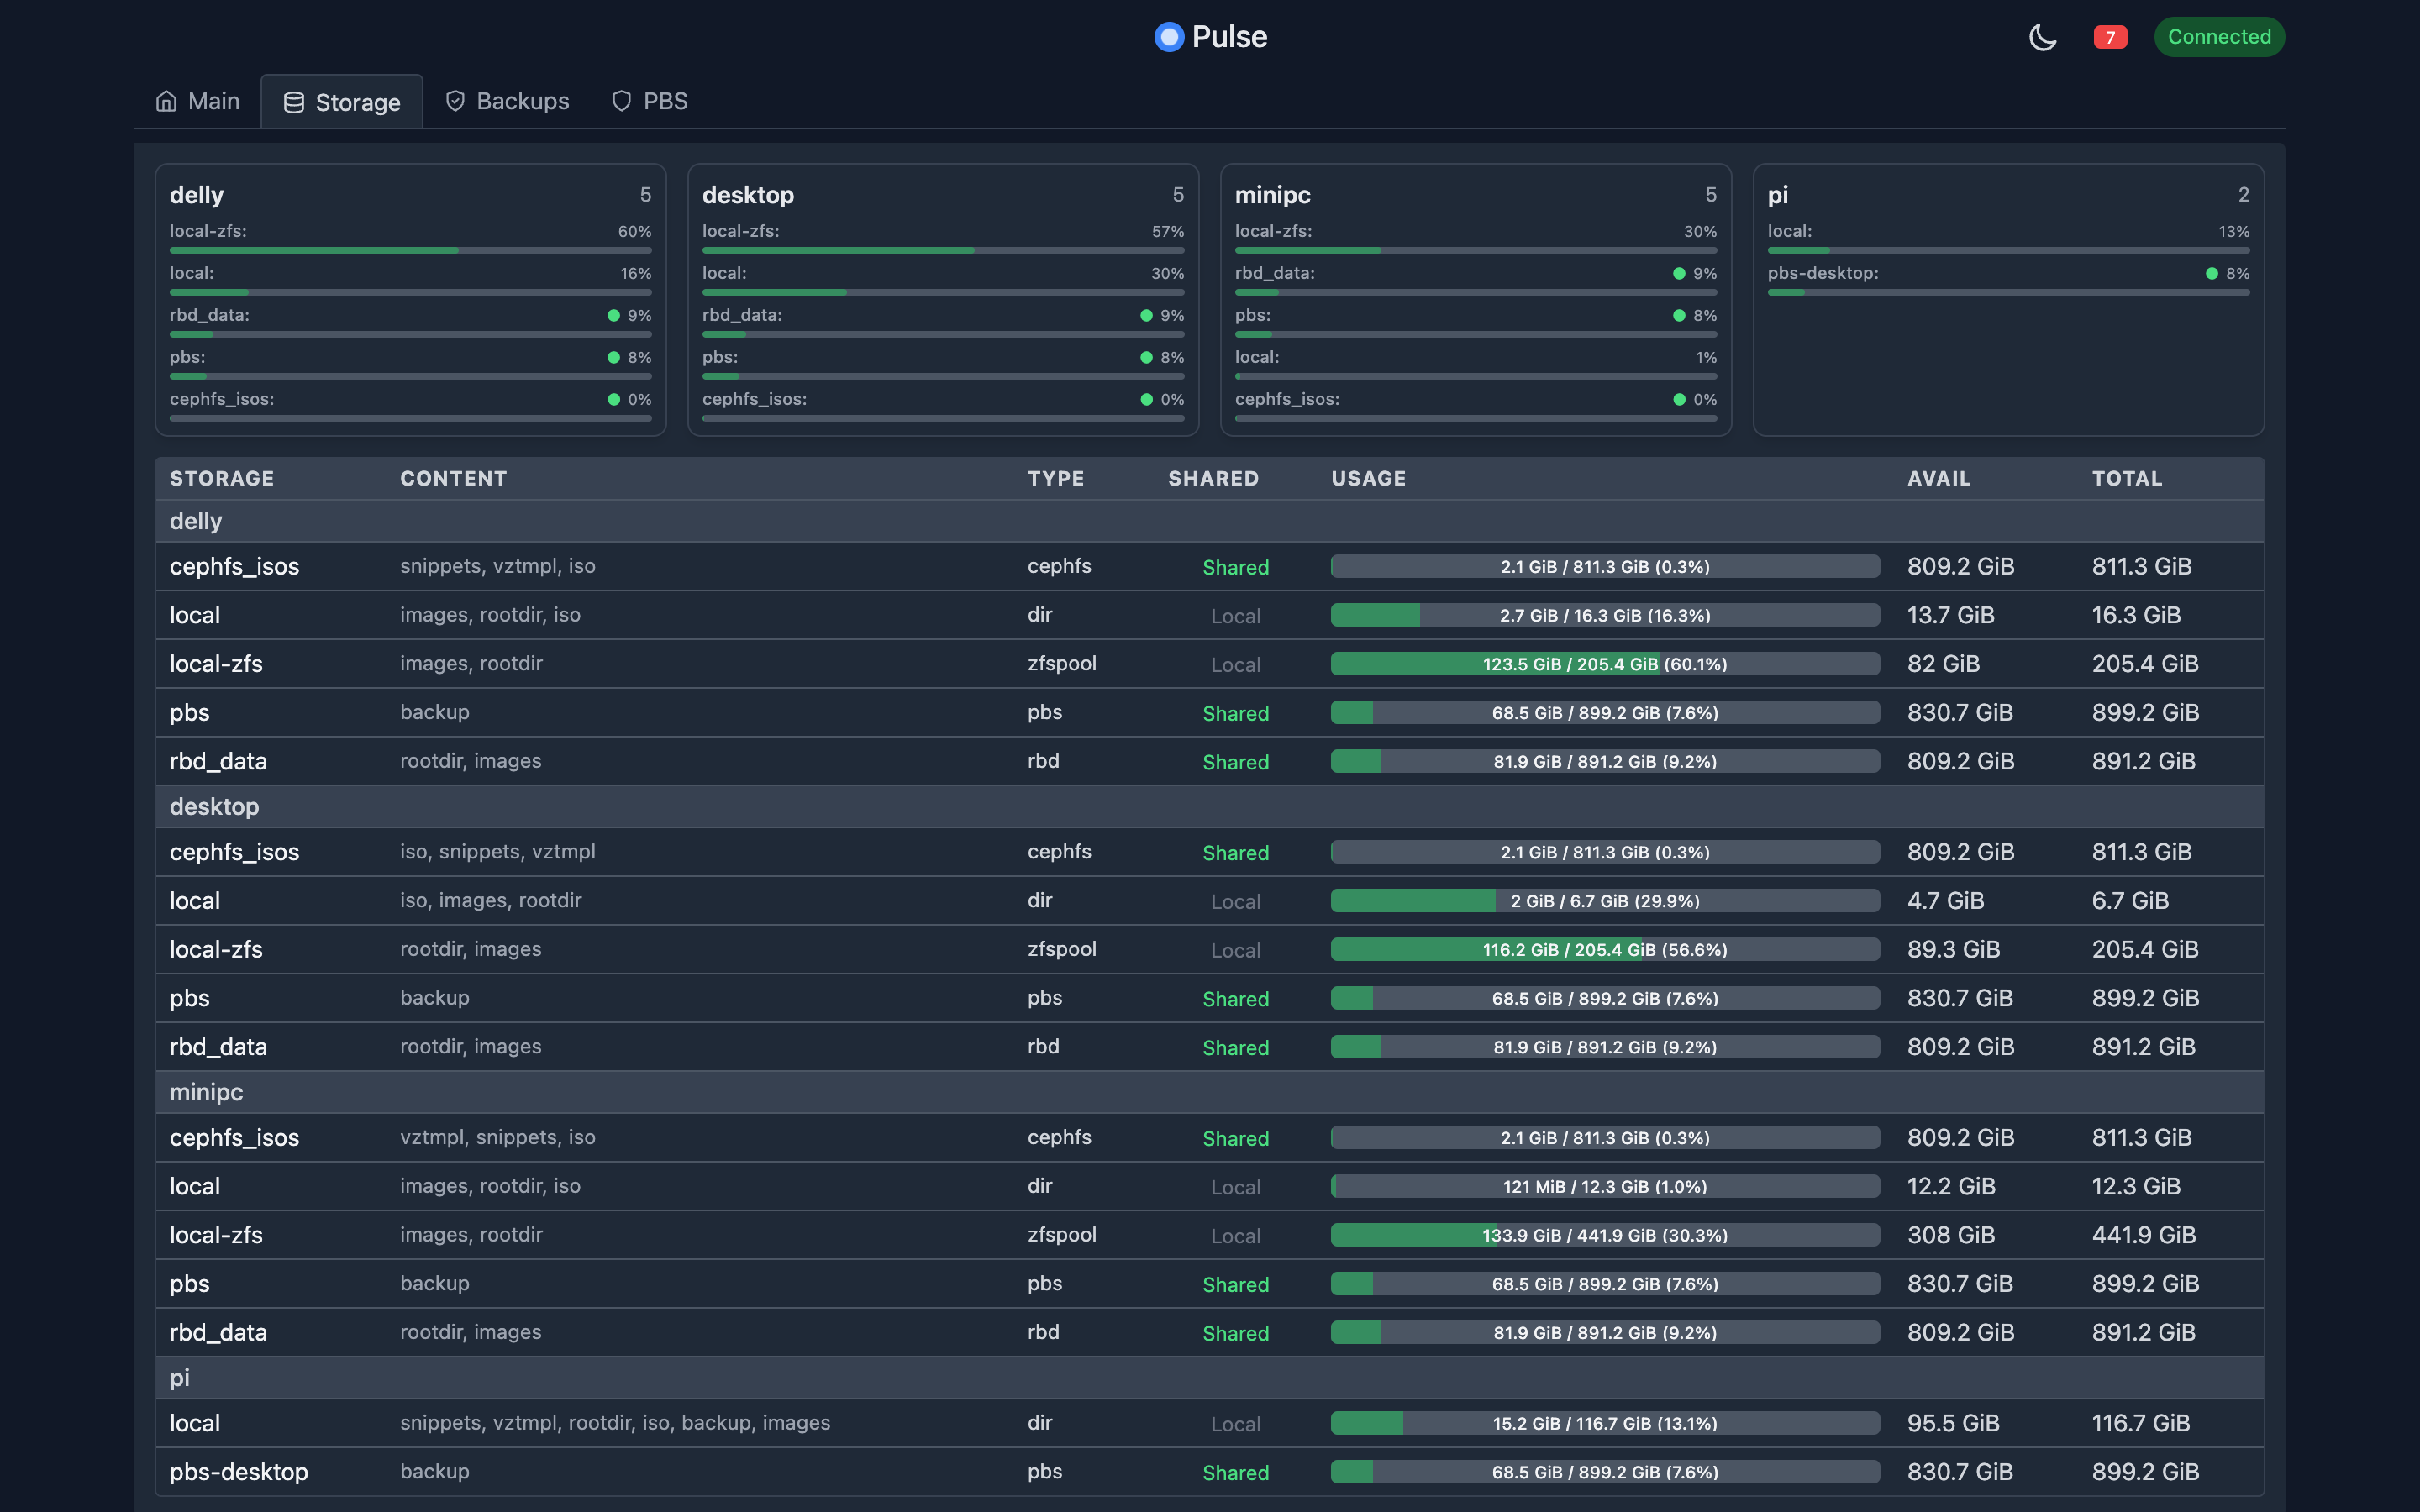 Pulse
7
Connected
Main Storage Backups PBS
delly 5
local-zfs: 60%
local: 16%
rbd_data: 9%
pbs: 8%
cephfs_isos: 0%
desktop 5
local-zfs: 57%
local: 30%
rbd_data: 9%
pbs: 8%
cephfs_isos: 0%
minipc 5
local-zfs: 30%
rbd_data: 9%
pbs: 8%
local: 1%
cephfs_isos: 0%
pi 2
local: 13%
pbs-desktop: 8%
STORAGE CONTENT TYPE SHARED USAGE AVAIL TOTAL
delly
cephfs_isos snippets, vztmpl, iso cephfs Shared 2.1 GiB / 811.3 GiB (0.3%) 809.2 GiB 811.3 GiB
local images, rootdir, iso dir Local 2.7 GiB / 16.3 GiB (16.3%) 13.7 GiB 16.3 GiB
local-zfs images, rootdir zfspool Local 123.5 GiB / 205.4 GiB (60.1%) 82 GiB 205.4 GiB
pbs backup pbs Shared 68.5 GiB / 899.2 GiB (7.6%) 830.7 GiB 899.2 GiB
rbd_data rootdir, images rbd Shared 81.9 GiB / 891.2 GiB (9.2%) 809.2 GiB 891.2 GiB
desktop
cephfs_isos iso, snippets, vztmpl cephfs Shared 2.1 GiB / 811.3 GiB (0.3%) 809.2 GiB 811.3 GiB
local iso, images, rootdir dir Local 2 GiB / 6.7 GiB (29.9%) 4.7 GiB 6.7 GiB
local-zfs rootdir, images zfspool Local 116.2 GiB / 205.4 GiB (56.6%) 89.3 GiB 205.4 GiB
pbs backup pbs Shared 68.5 GiB / 899.2 GiB (7.6%) 830.7 GiB 899.2 GiB
rbd_data rootdir, images rbd Shared 81.9 GiB / 891.2 GiB (9.2%) 809.2 GiB 891.2 GiB
minipc
cephfs_isos vztmpl, snippets, iso cephfs Shared 2.1 GiB / 811.3 GiB (0.3%) 809.2 GiB 811.3 GiB
local images, rootdir, iso dir Local 121 MiB / 12.3 GiB (1.0%) 12.2 GiB 12.3 GiB
local-zfs images, rootdir zfspool Local 133.9 GiB / 441.9 GiB (30.3%) 308 GiB 441.9 GiB
pbs backup pbs Shared 68.5 GiB / 899.2 GiB (7.6%) 830.7 GiB 899.2 GiB
rbd_data rootdir, images rbd Shared 81.9 GiB / 891.2 GiB (9.2%) 809.2 GiB 891.2 GiB
pi
local snippets, vztmpl, rootdir, iso, backup, images dir Local 15.2 GiB / 116.7 GiB (13.1%) 95.5 GiB 116.7 GiB
pbs-desktop backup pbs Shared 68.5 GiB / 899.2 GiB (7.6%) 830.7 GiB 899.2 GiB